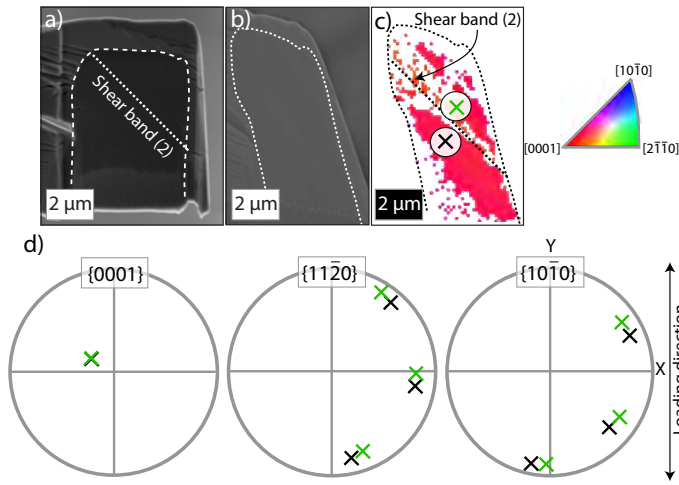 a)
b)
c)
Shear band (2)
Shear band (2)
[101̄0]
[0001]
[21̄1̄0]
2 μm
2 μm
2 μm
d)
Y
{0001}
{112̄0}
{101̄0}
X
Loading direction